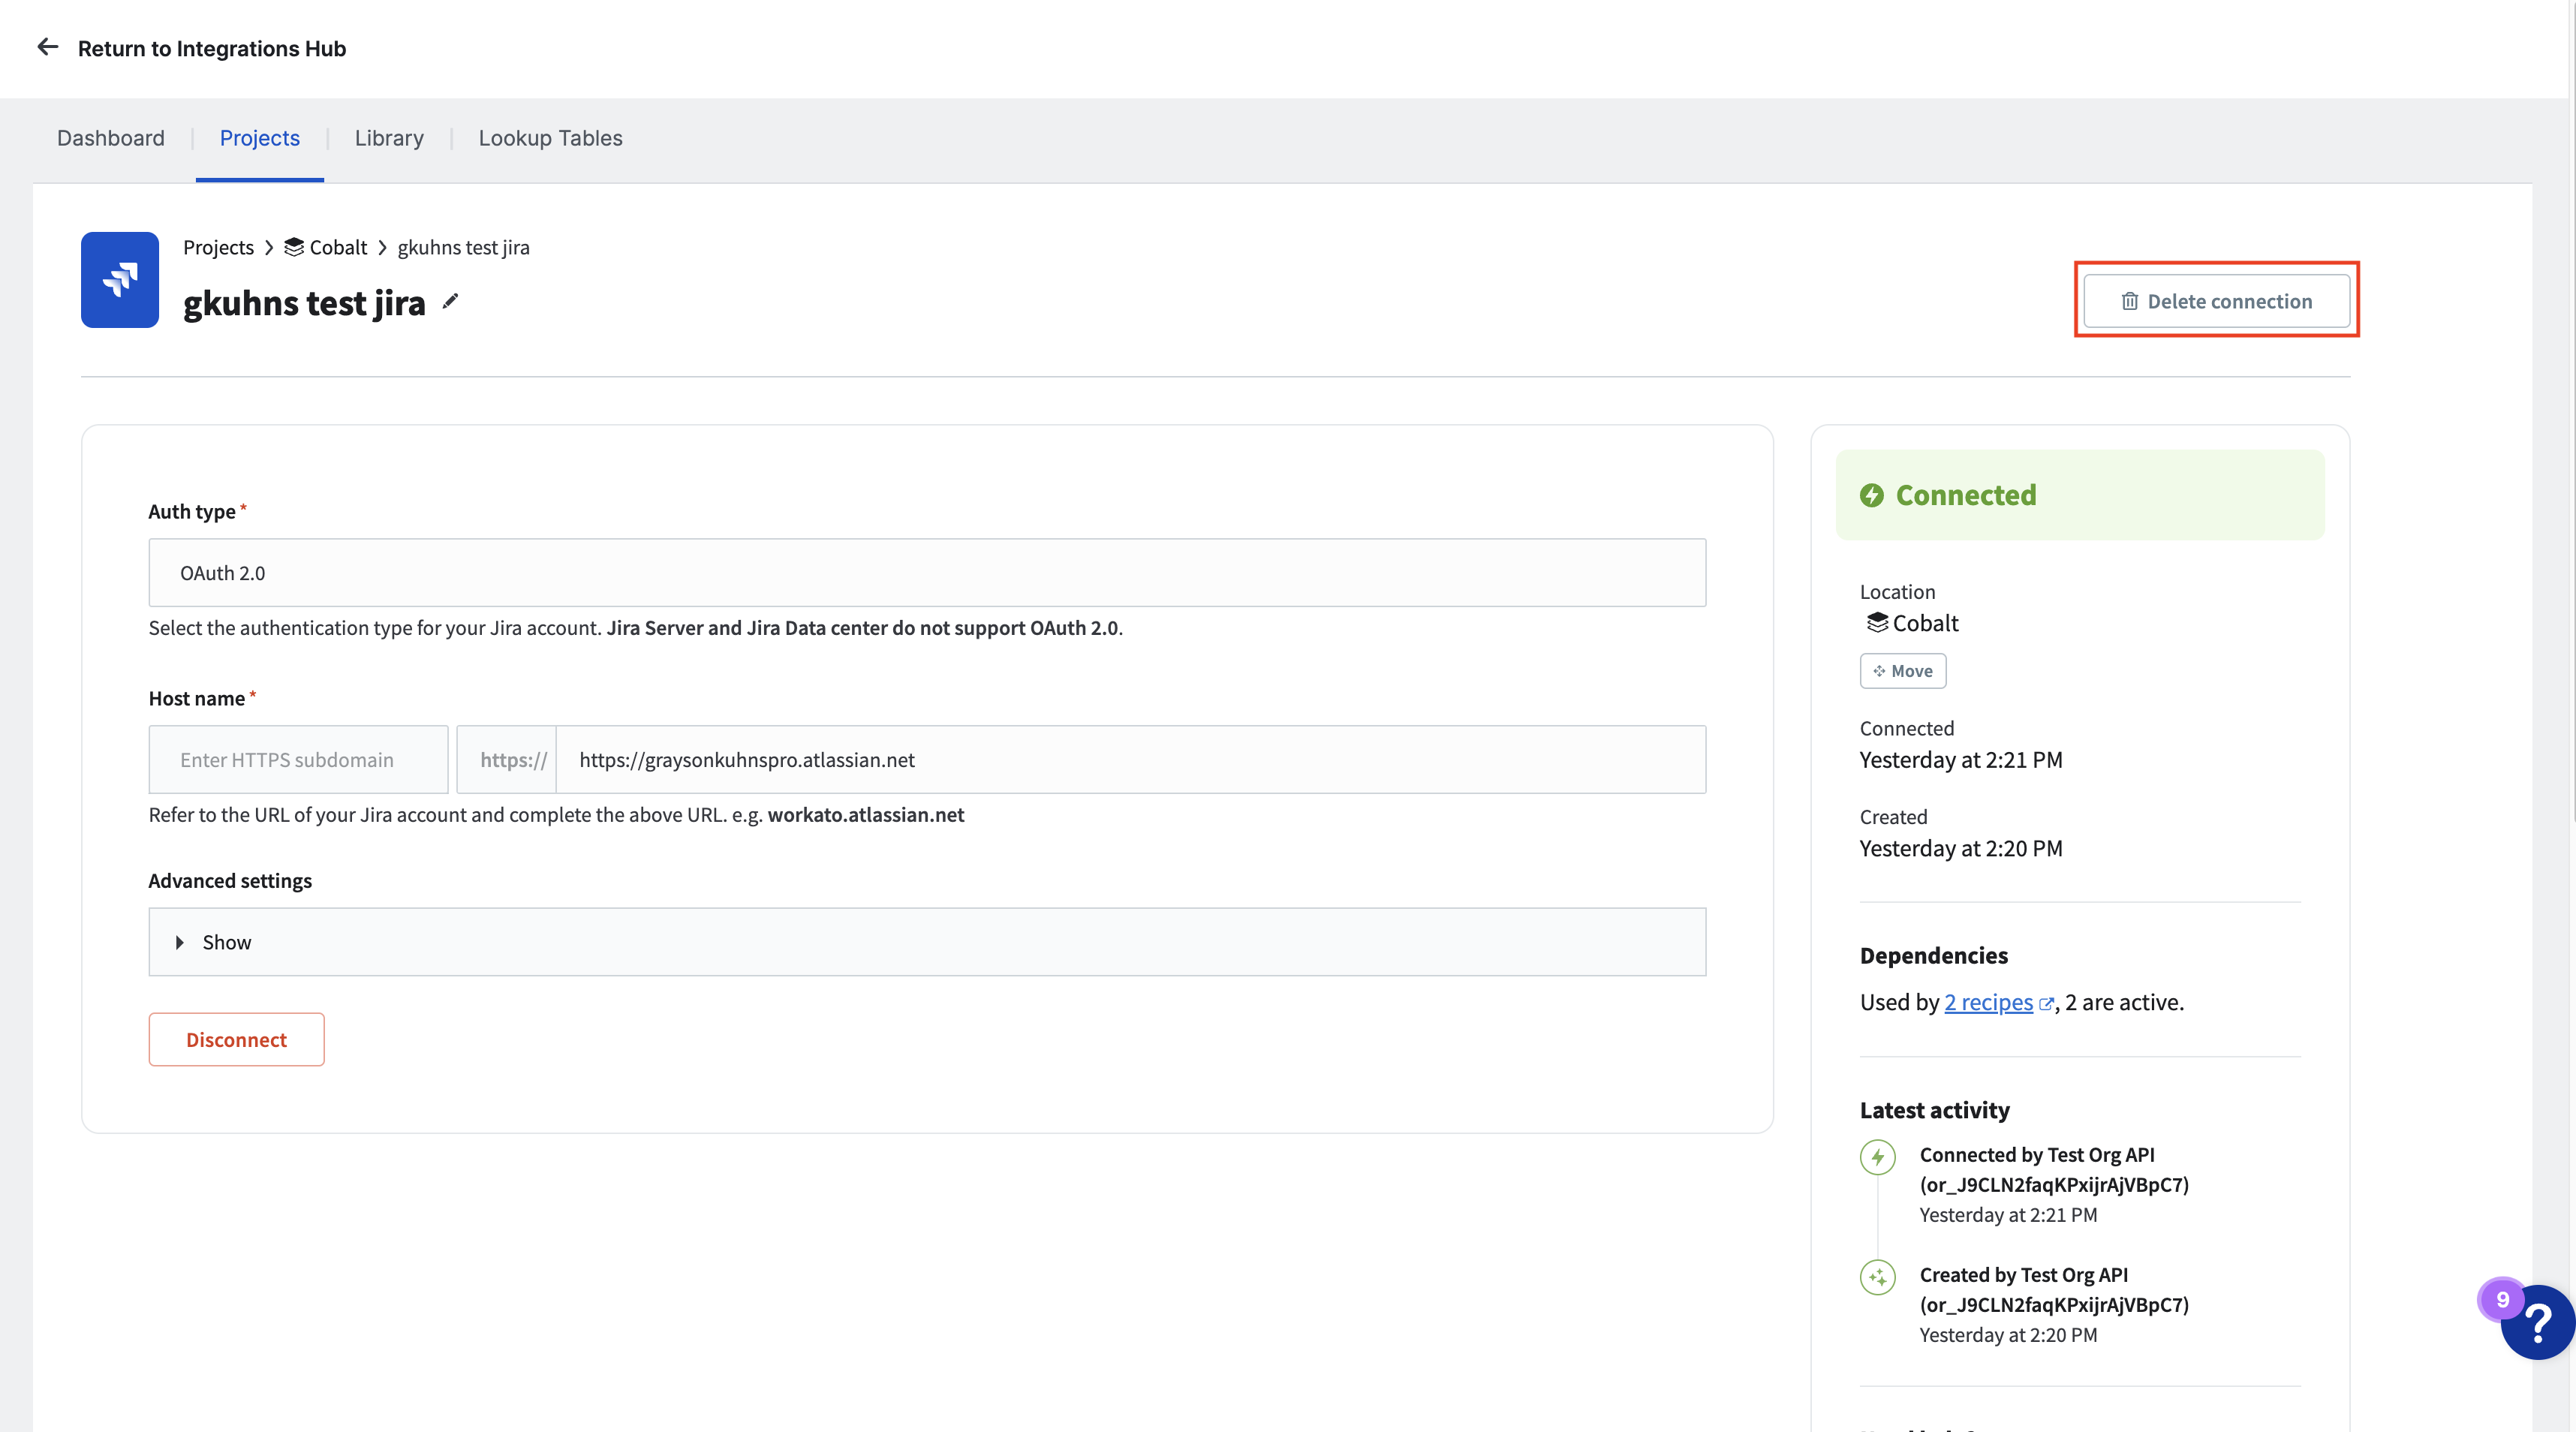 Return to Integrations Hub
Dashboard
Projects
Library
Lookup Tables
Projects > Cobalt > gkuhns test jira
gkuhns test jira
Delete connection
Auth type *
OAuth 2.0
Select the authentication type for your Jira account. Jira Server and Jira Data center do not support OAuth 2.0.
Host name *
Enter HTTPS subdomain
https://
https://graysonkuhnspro.atlassian.net
Refer to the URL of your Jira account and complete the above URL. e.g. workato.atlassian.net
Advanced settings
Show
Disconnect
Connected
Location
Cobalt
Move
Connected
Yesterday at 2:21 PM
Created
Yesterday at 2:20 PM
Dependencies
Used by 2 recipes, 2 are active.
Latest activity
Connected by Test Org API
(or_J9CLN2faqKPxijrAjVBpC7)
Yesterday at 2:21 PM
Created by Test Org API
(or_J9CLN2faqKPxijrAjVBpC7)
Yesterday at 2:20 PM
9
?